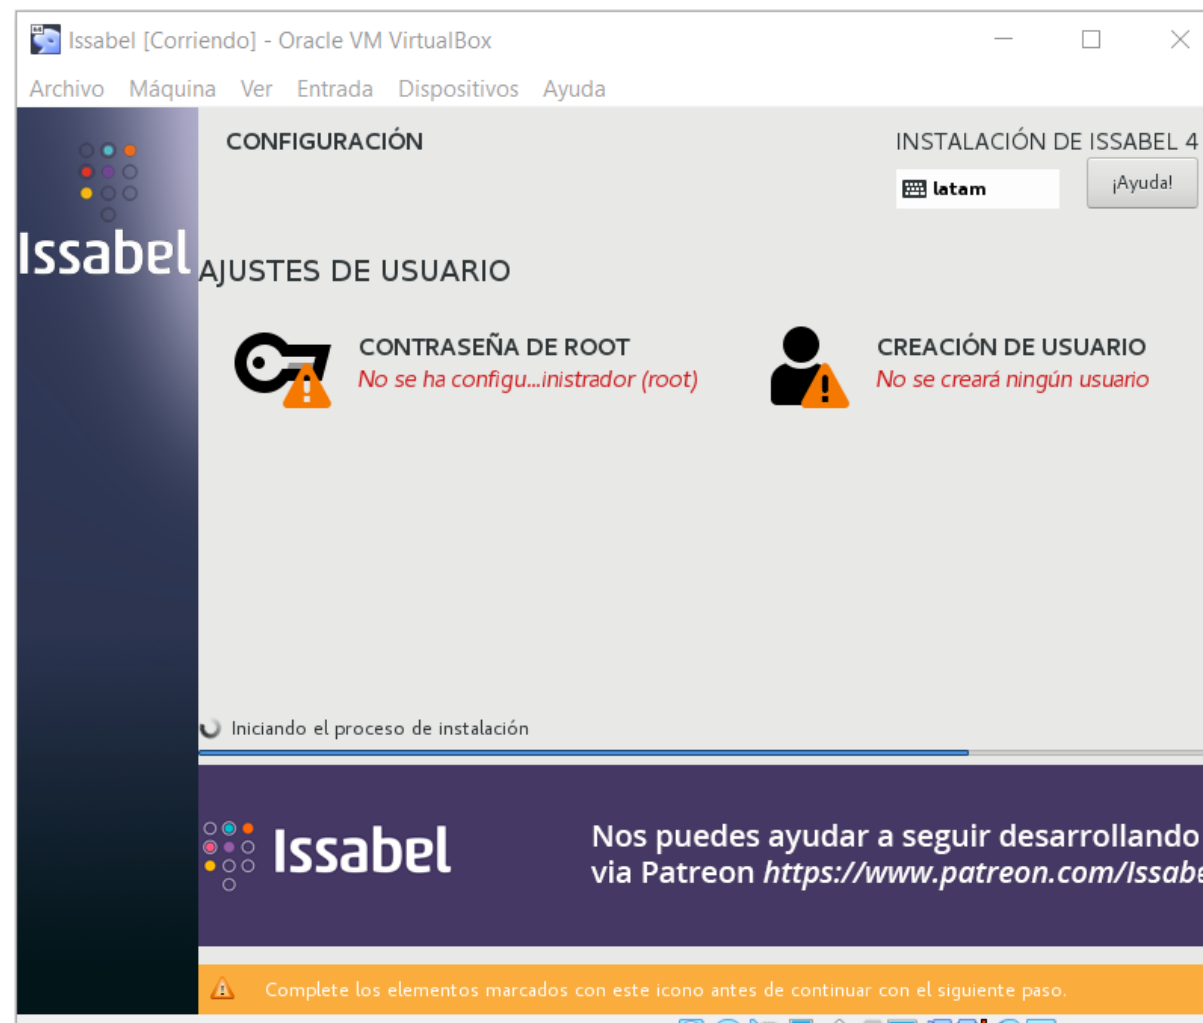 64
Issabel [Corriendo] - Oracle VM VirtualBox
Archivo Máquina Ver Entrada Dispositivos Ayuda
Issabel
CONFIGURACIÓN
INSTALACIÓN DE ISSABEL 4
latam
¡Ayuda!
AJUSTES DE USUARIO
CONTRASEÑA DE ROOT
No se ha configu...inistrador (root)
CREACIÓN DE USUARIO
No se creará ningún usuario
Iniciando el proceso de instalación
Issabel
Nos puedes ayudar a seguir desarrollando
via Patreon https://www.patreon.com/Issabe
Complete los elementos marcados con este icono antes de continuar con el siguiente paso.